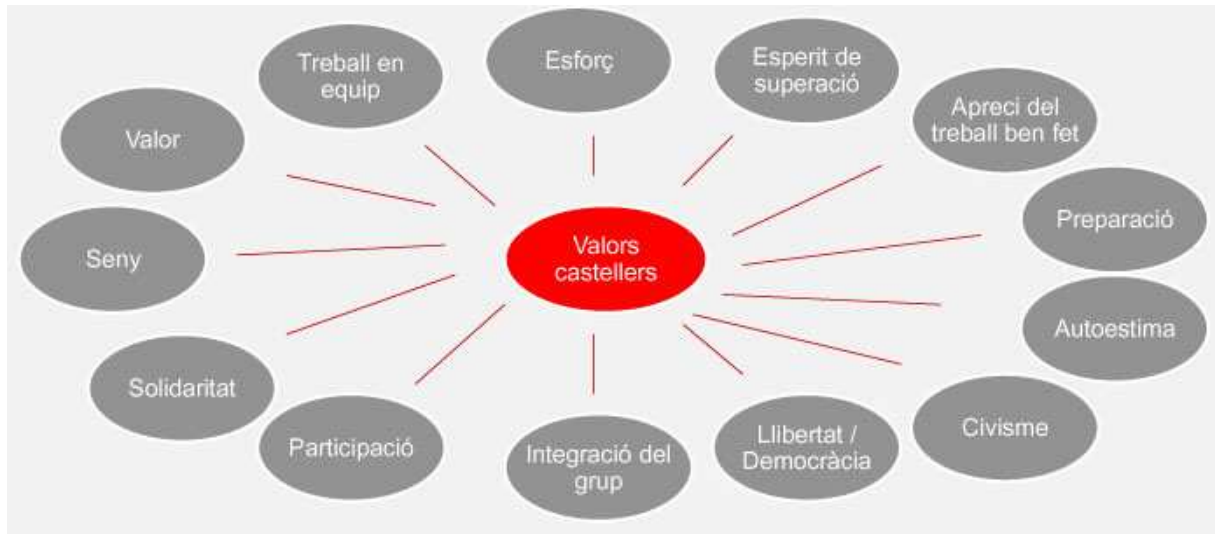 Treball en
equip
Esforç
Esperit de
superació
Apreci del
treball ben fet
Valor
Preparació
Seny
Valors
castellers
Autoestima
Solidaritat
Participació
Integració del
grup
Llibertat /
Democràcia
Civisme